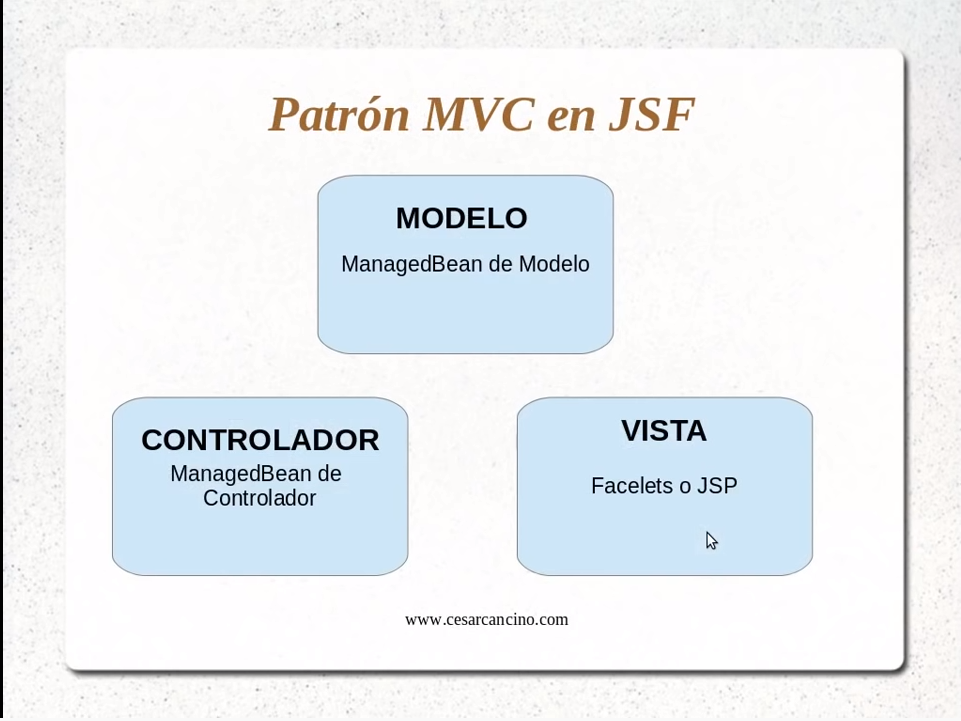 Patrón MVC en JSF
MODELO
ManagedBean de Modelo
CONTROLADOR
ManagedBean de
Controlador
VISTA
Facelets o JSP
www.cesarcancino.com